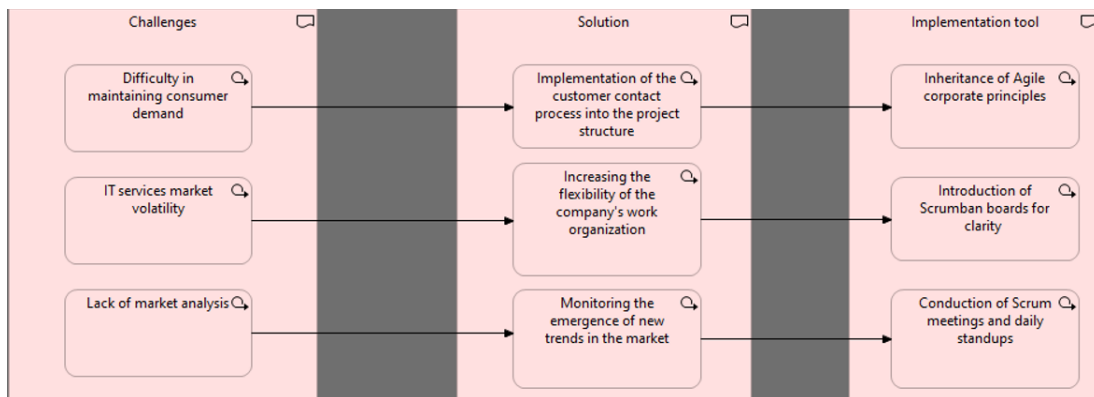 Challenges
Solution
Implementation tool
Difficulty in
maintaining consumer
demand
Implementation of the
customer contact
process into the project
structure
Inheritance of Agile
corporate principles
IT services market
volatility
Increasing the
flexibility of the
company's work
organization
Introduction of
Scrumban boards for
clarity
Lack of market analysis
Monitoring the
emergence of new
trends in the market
Conduction of Scrum
meetings and daily
standups